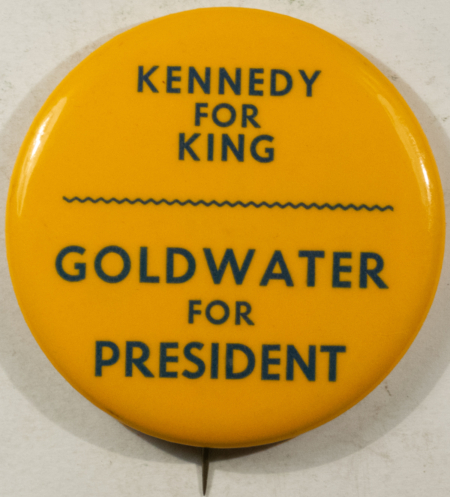 KENNEDY
FOR
KING
GOLDWATER
FOR
PRESIDENT